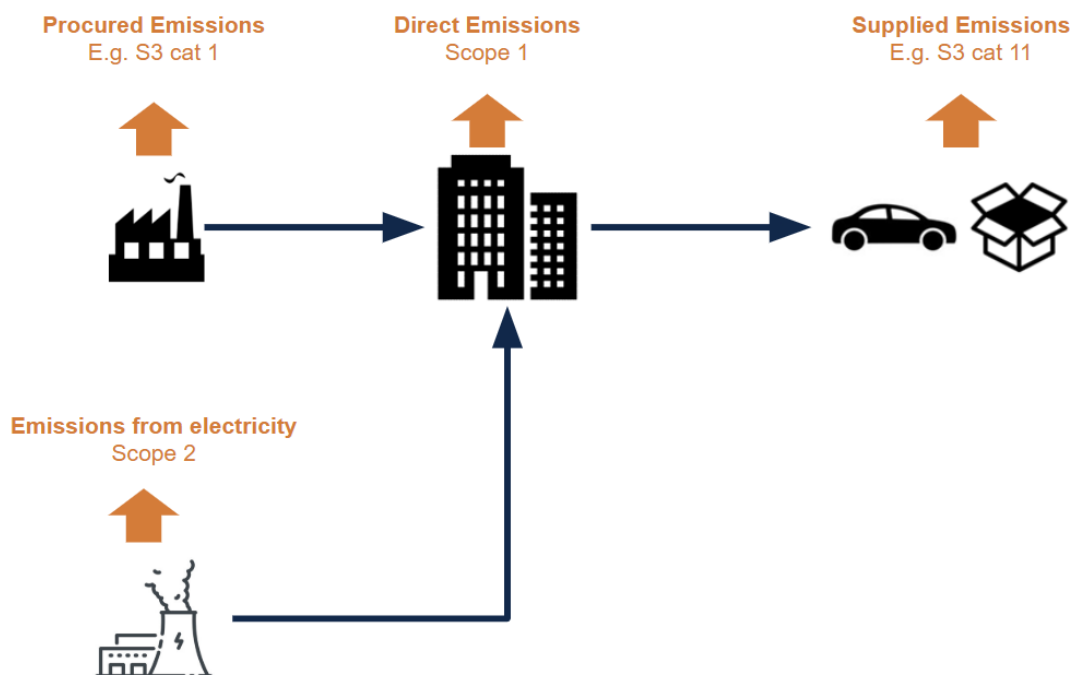 Procured Emissions
E.g. S3 cat 1
Direct Emissions
Scope 1
Supplied Emissions
E.g. S3 cat 11
Emissions from electricity
Scope 2